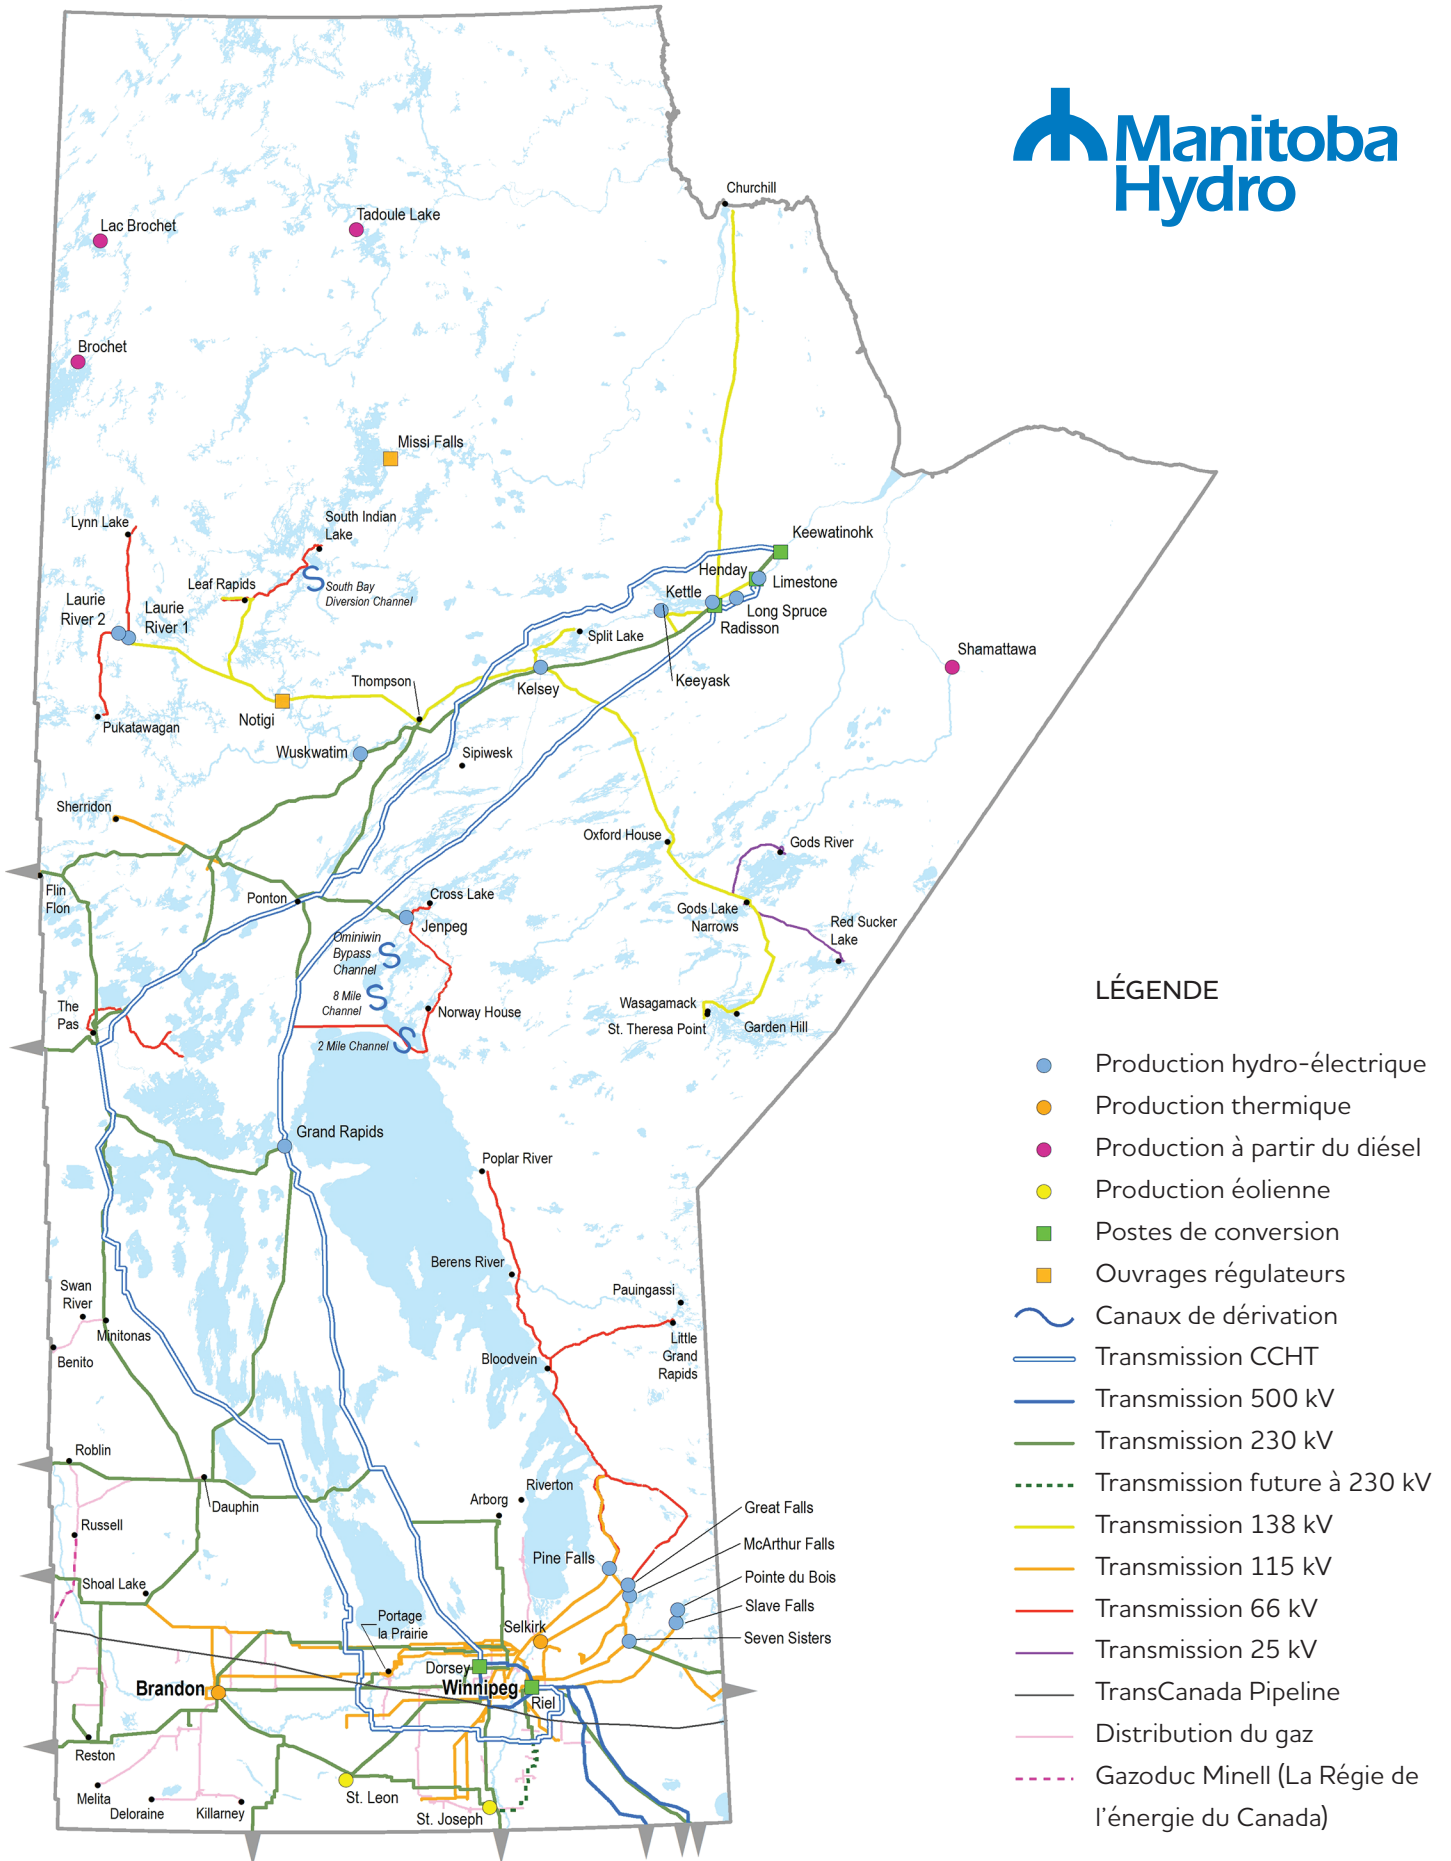 Manitoba
Hydro
Churchill
Lac Brochet
Tadoule Lake
Brochet
Missi Falls
Lynn Lake
South Indian
Lake
Keewatinohk
Henday
Limestone
Leaf Rapids
South Bay
Diversion Channel
Kettle
Long Spruce
Radisson
Laurie
River 2
Laurie
River 1
Split Lake
Shamattawa
Thompson
Kelsey
Keeyask
Pukatawagan
Notigi
Wuskwatim
Sipiwesk
Sherridon
Oxford House
Gods River
Flin
Flon
Ponton
Cross Lake
Jenpeg
Gods Lake
Narrows
Red Sucker
Lake
Ominiwin
Bypass
Channel
8 Mile
Channel
The
Pas
Norway House
Wasagamack
St. Theresa Point
Garden Hill
2 Mile Channel
Grand Rapids
Poplar River
Berens River
Swan
River
Pauingassi
Minitonas
Little
Grand
Rapids
Benito
Bloodvein
Roblin
Dauphin
Riverton
Arborg
Great Falls
Russell
McArthur Falls
Pine Falls
Pointe du Bois
Shoal Lake
Slave Falls
Portage
la Prairie
Selkirk
Seven Sisters
Dorsey
Brandon
Winnipeg
Riel
Reston
Melita
Deloraine
Killarney
St. Leon
St. Joseph
LÉGENDE
Production hydro-électrique
Production thermique
Production à partir du diésel
Production éolienne
Postes de conversion
Ouvrages régulateurs
Canaux de dérivation
Transmission CCHT
Transmission 500 kV
Transmission 230 kV
Transmission future à 230 kV
Transmission 138 kV
Transmission 115 kV
Transmission 66 kV
Transmission 25 kV
TransCanada Pipeline
Distribution du gaz
Gazoduc Minell (La Régie de
l'énergie du Canada)